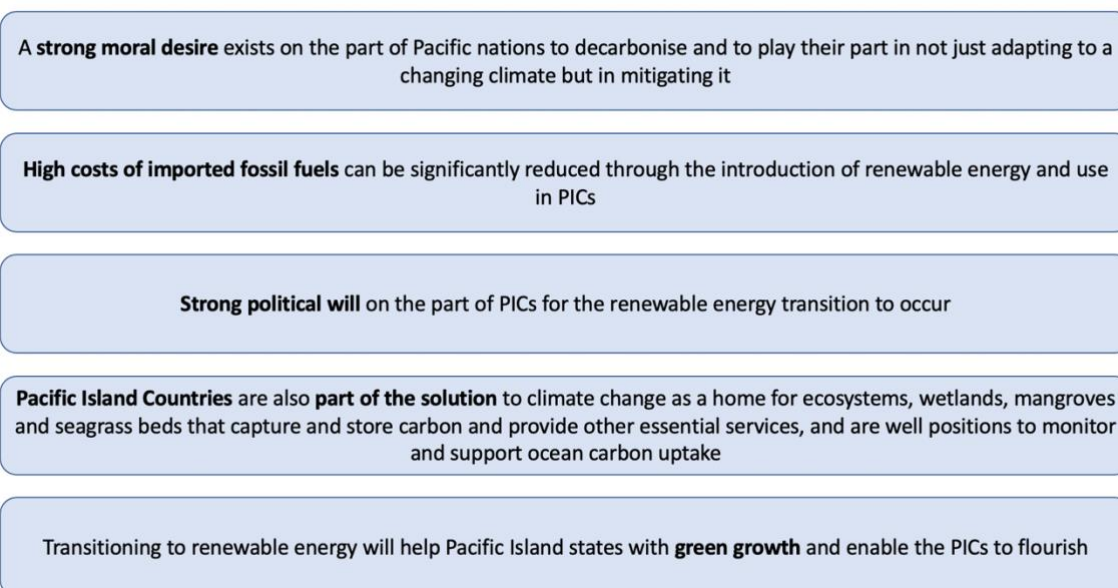 A strong moral desire exists on the part of Pacific nations to decarbonise and to play their part in not just adapting to a
changing climate but in mitigating it
High costs of imported fossil fuels can be significantly reduced through the introduction of renewable energy and use
in PICs
Strong political will on the part of PICs for the renewable energy transition to occur
Pacific Island Countries are also part of the solution to climate change as a home for ecosystems, wetlands, mangroves
and seagrass beds that capture and store carbon and provide other essential services, and are well positions to monitor
and support ocean carbon uptake
Transitioning to renewable energy will help Pacific Island states with green growth and enable the PICs to flourish